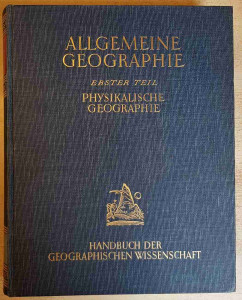 ALLGEMEINE
GEOGRAPHIE
ERSTER TEIL
PHYSIKALISCHE
GEOGRAPHIE
HANDBUCH DER
GEOGRAPHISCHEN WISSENSCHAFT